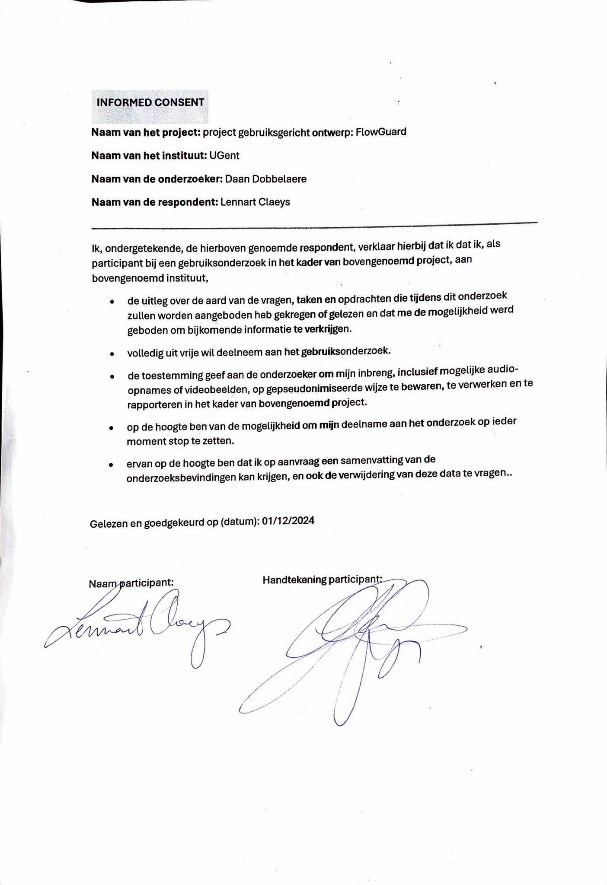 INFORMED CONSENT
Naam van het project: project gebruiksgericht ontwerp: FlowGuard
Naam van het instituut: UGent
Naam van de onderzoeker: Daan Dobbelaere
Naam van de respondent: Lennart Claeys
Ik, ondergetekende, de hierboven genoemde respondent, verklaar hierbij dat ik dat ik, als
participant bij een gebruiksonderzoek in het kader van bovengenoemd project, aan
bovengenoemd instituut,
• de uitleg over de aard van de vragen, taken en opdrachten die tijdens dit onderzoek
zullen worden aangeboden heb gekregen of gelezen en dat me de mogelijkheid werd
geboden om bijkomende informatie te verkrijgen.
• volledig uit vrije wil deelneem aan het gebruiksonderzoek.
• de toestemming geef aan de onderzoeker om mijn inbreng, inclusief mogelijke audio-
opnames of videobeelden, op gepseudonimiseerde wijze te bewaren, te verwerken en te
rapporteren in het kader van bovengenoemd project.
• op de hoogte ben van de mogelijkheid om mijn deelname aan het onderzoek op ieder
moment stop te zetten.
• ervan op de hoogte ben dat ik op aanvraag een samenvatting van de
onderzoeksbevindingen kan krijgen, en ook de verwijdering van deze data te vragen..
Gelezen en goedgekeurd op (datum): 01/12/2024
Naam participant:
Handtekening participant:
Lennart Claeys